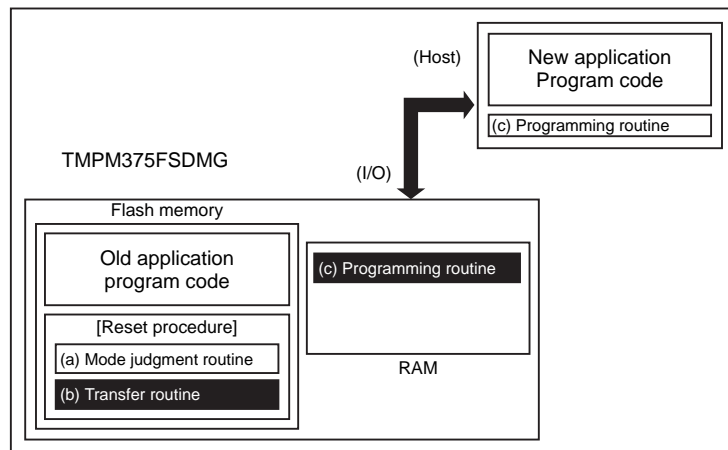 (Host)
New application
Program code
(c) Programming routine
TMPM375FSDMG
(I/O)
Flash memory
Old application
program code
[Reset procedure]
(a) Mode judgment routine
(b) Transfer routine
(c) Programming routine
RAM